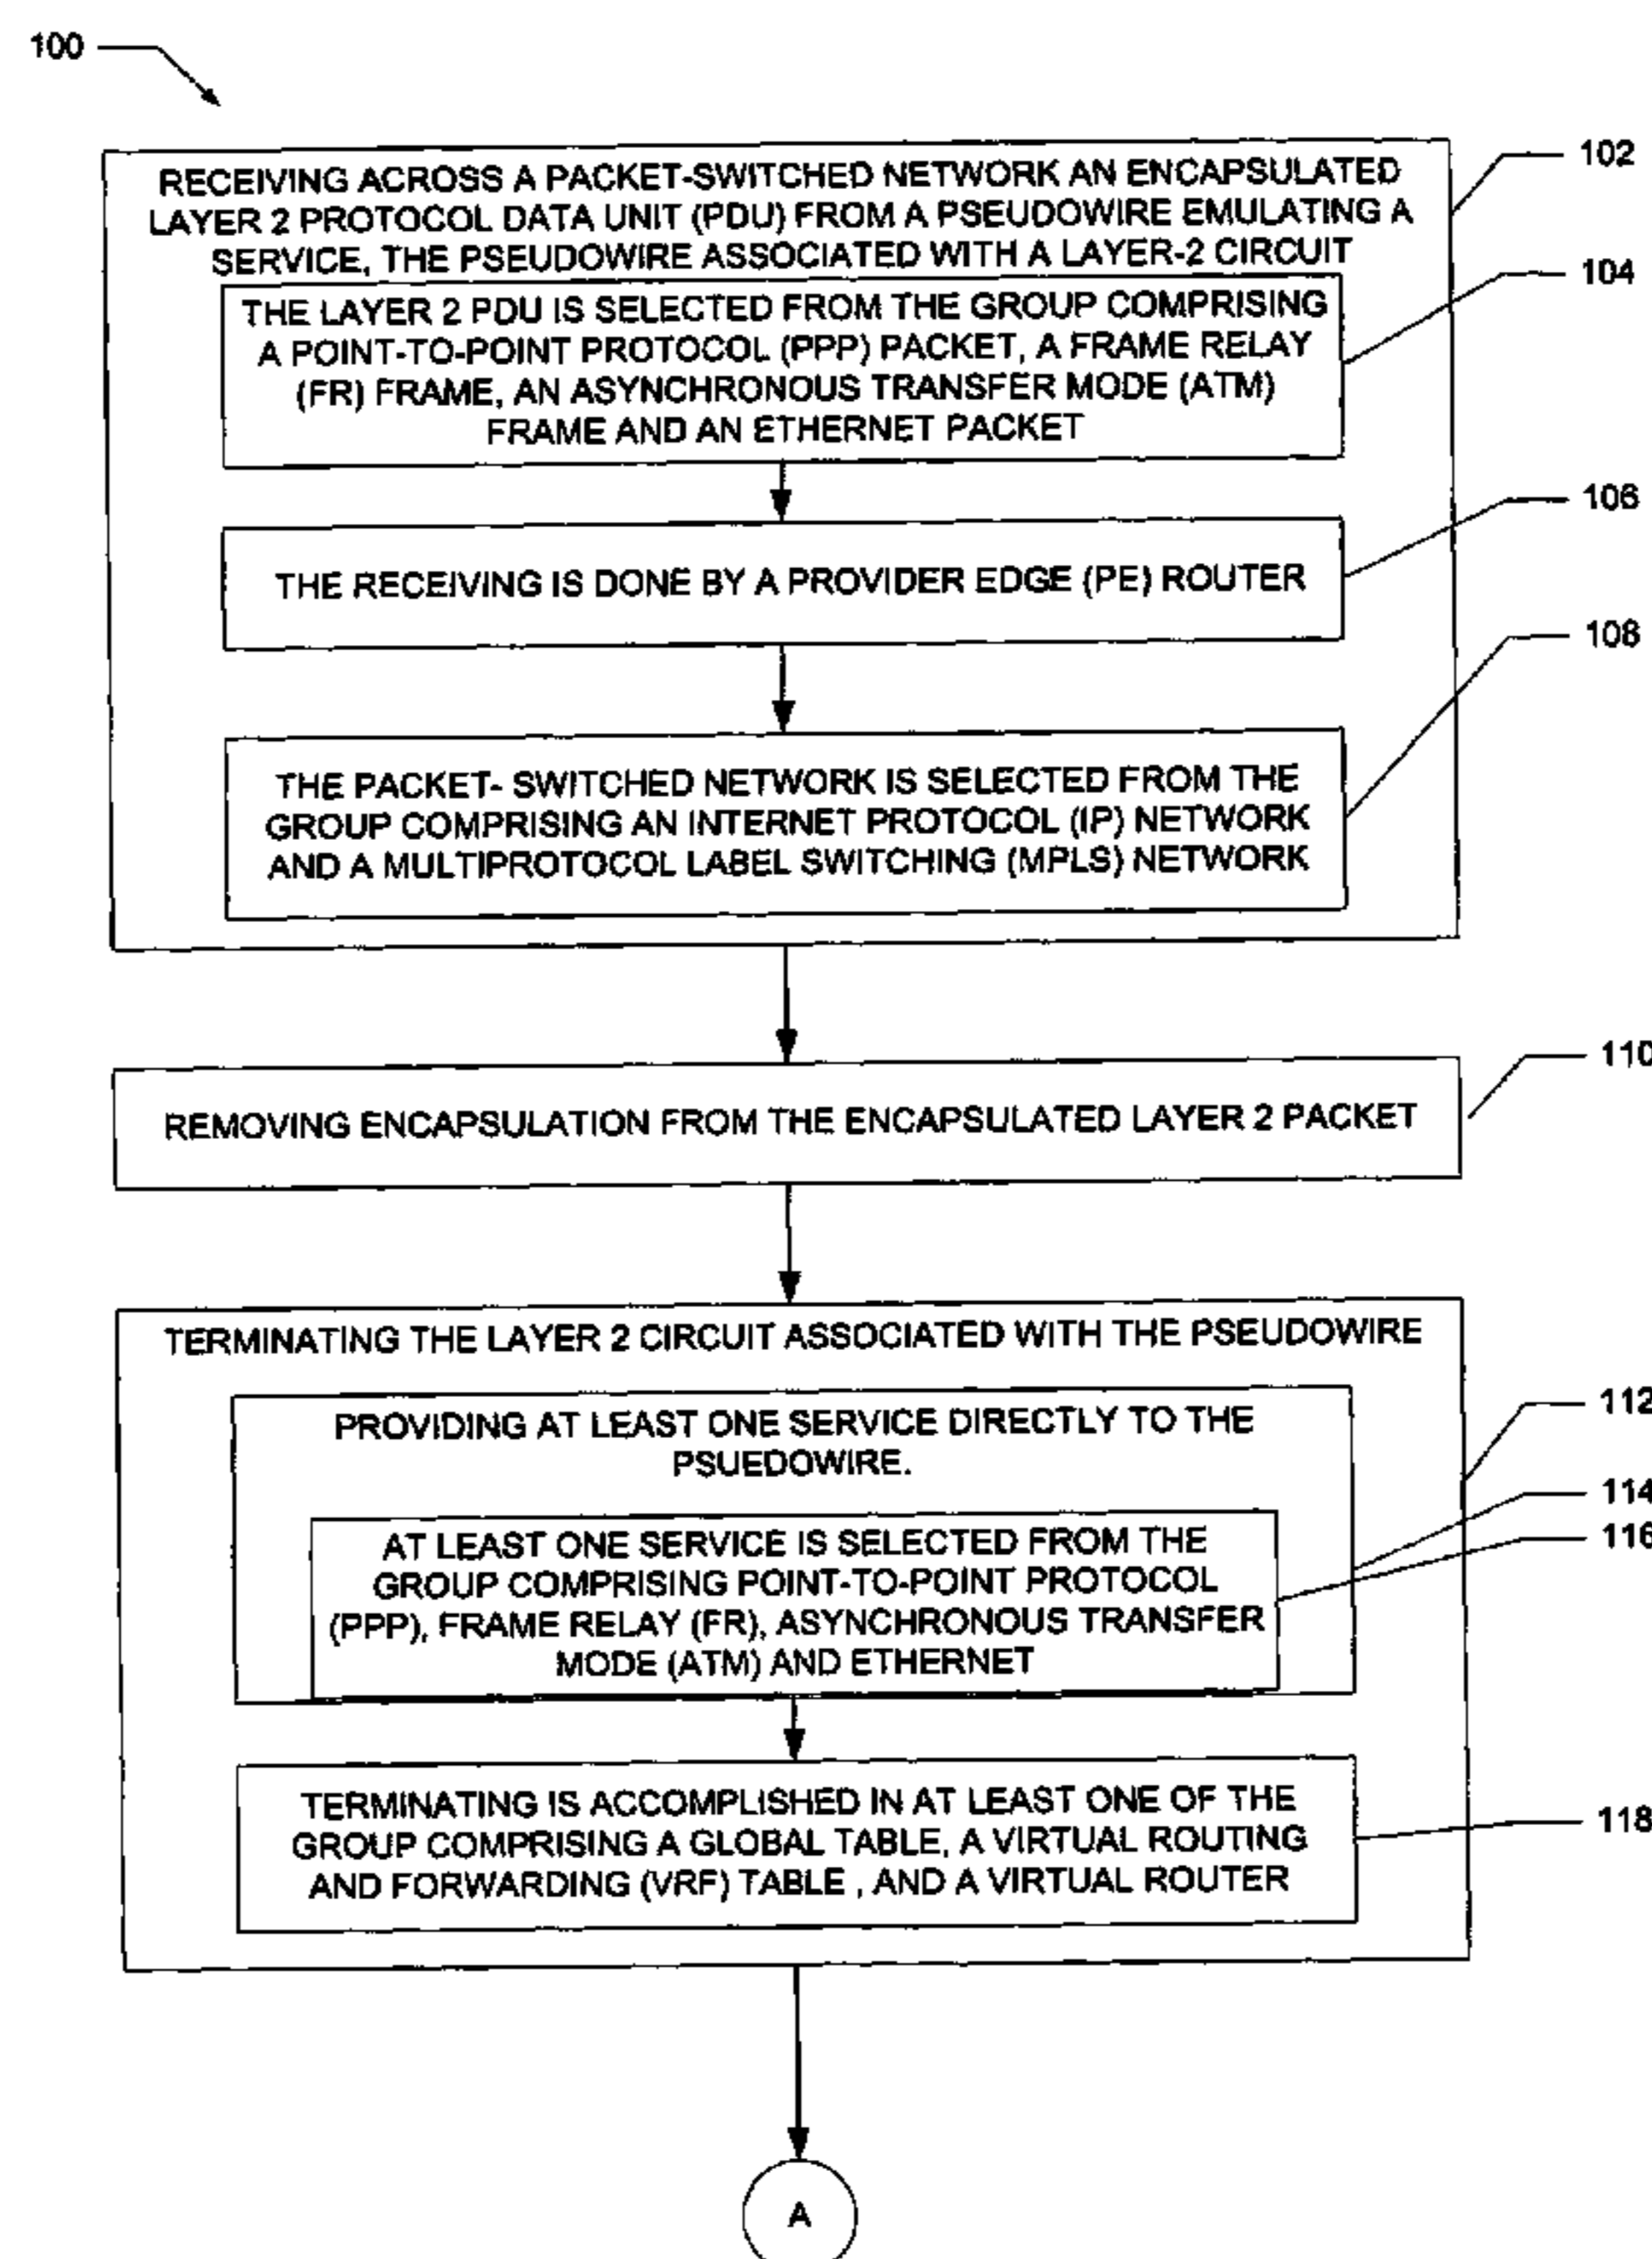 100
102
RECEIVING ACROSS A PACKET-SWITCHED NETWORK AN ENCAPSULATED
LAYER 2 PROTOCOL DATA UNIT (PDU) FROM A PSEUDOWIRE EMULATING A
SERVICE, THE PSEUDOWIRE ASSOCIATED WITH A LAYER-2 CIRCUIT
104
THE LAYER 2 PDU IS SELECTED FROM THE GROUP COMPRISING
A POINT-TO-POINT PROTOCOL (PPP) PACKET, A FRAME RELAY
(FR) FRAME, AN ASYNCHRONOUS TRANSFER MODE (ATM)
FRAME AND AN ETHERNET PACKET
106
THE RECEIVING IS DONE BY A PROVIDER EDGE (PE) ROUTER
108
THE PACKET- SWITCHED NETWORK IS SELECTED FROM THE
GROUP COMPRISING AN INTERNET PROTOCOL (IP) NETWORK
AND A MULTIPROTOCOL LABEL SWITCHING (MPLS) NETWORK
110
REMOVING ENCAPSULATION FROM THE ENCAPSULATED LAYER 2 PACKET
TERMINATING THE LAYER 2 CIRCUIT ASSOCIATED WITH THE PSEUDOWIRE
112
PROVIDING AT LEAST ONE SERVICE DIRECTLY TO THE
PSUEDOWIRE.
114
116
AT LEAST ONE SERVICE IS SELECTED FROM THE
GROUP COMPRISING POINT-TO-POINT PROTOCOL
(PPP), FRAME RELAY (FR), ASYNCHRONOUS TRANSFER
MODE (ATM) AND ETHERNET
118
TERMINATING IS ACCOMPLISHED IN AT LEAST ONE OF THE
GROUP COMPRISING A GLOBAL TABLE, A VIRTUAL ROUTING
AND FORWARDING (VRF) TABLE , AND A VIRTUAL ROUTER
A